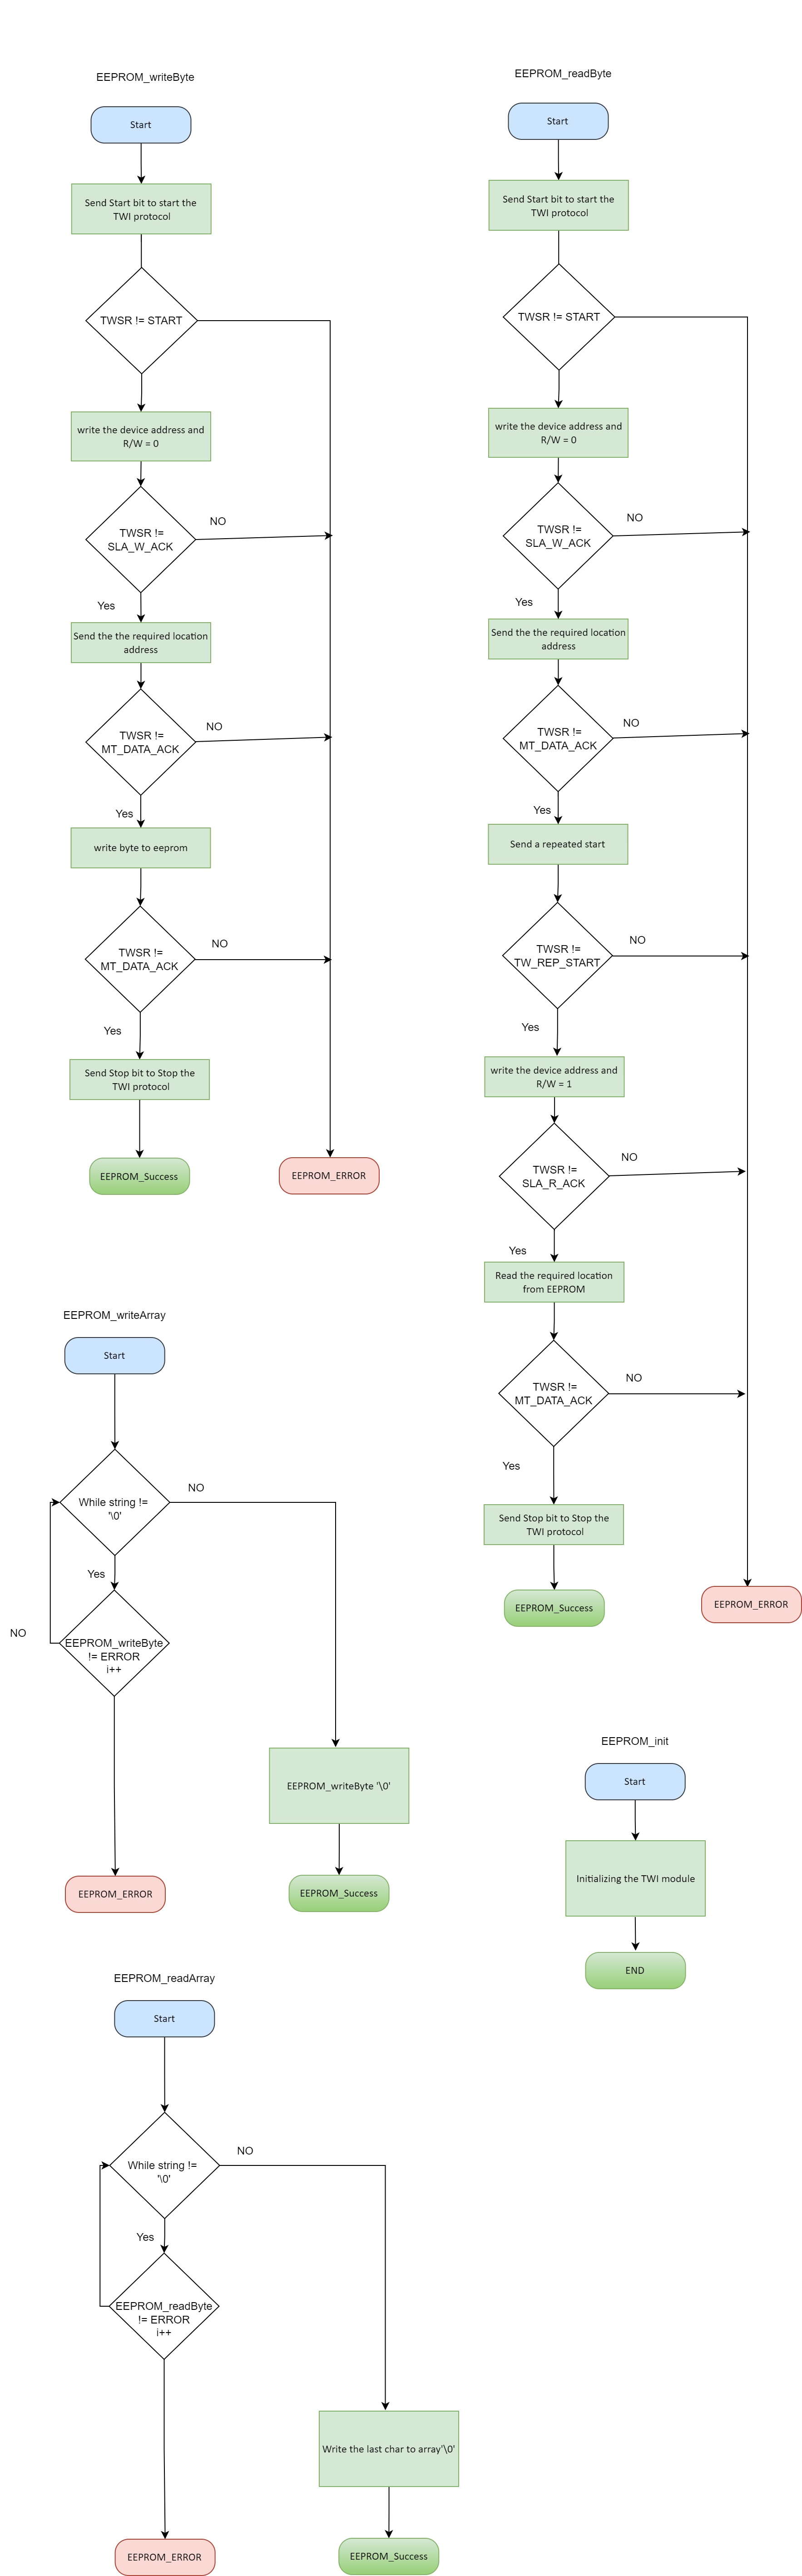 EEPROM_writeByte
Start
Send Start bit to start the
TWI protocol
TWSR != START
write the device address and
R/W = 0
TWSR !=
SLA_W_ACK
NO
Yes
Send the the required location
address
TWSR !=
MT_DATA_ACK
NO
Yes
write byte to eeprom
TWSR !=
MT_DATA_ACK
NO
Yes
Send Stop bit to Stop the
TWI protocol
EEPROM_Success
EEPROM_ERROR
EEPROM_readByte
Start
Send Start bit to start the
TWI protocol
TWSR != START
write the device address and
R/W = 0
TWSR !=
SLA_W_ACK
NO
Yes
Send the the required location
address
TWSR !=
MT_DATA_ACK
NO
Yes
Send a repeated start
TWSR !=
TW_REP_START
NO
Yes
write the device address and
R/W = 1
TWSR !=
SLA_R_ACK
NO
Yes
Read the required location
from EEPROM
TWSR !=
MT_DATA_ACK
NO
Yes
Send Stop bit to Stop the
TWI protocol
EEPROM_Success
EEPROM_ERROR
EEPROM_writeArray
Start
While string !=
'\0'
NO
Yes
EEPROM_writeByte
!= ERROR
i++
NO
EEPROM_writeByte '\0'
EEPROM_ERROR
EEPROM_Success
EEPROM_init
Start
Initializing the TWI module
END
EEPROM_readArray
Start
While string !=
'\0'
NO
Yes
EEPROM_readByte
!= ERROR
i++
Write the last char to array'\0'
EEPROM_ERROR
EEPROM_Success